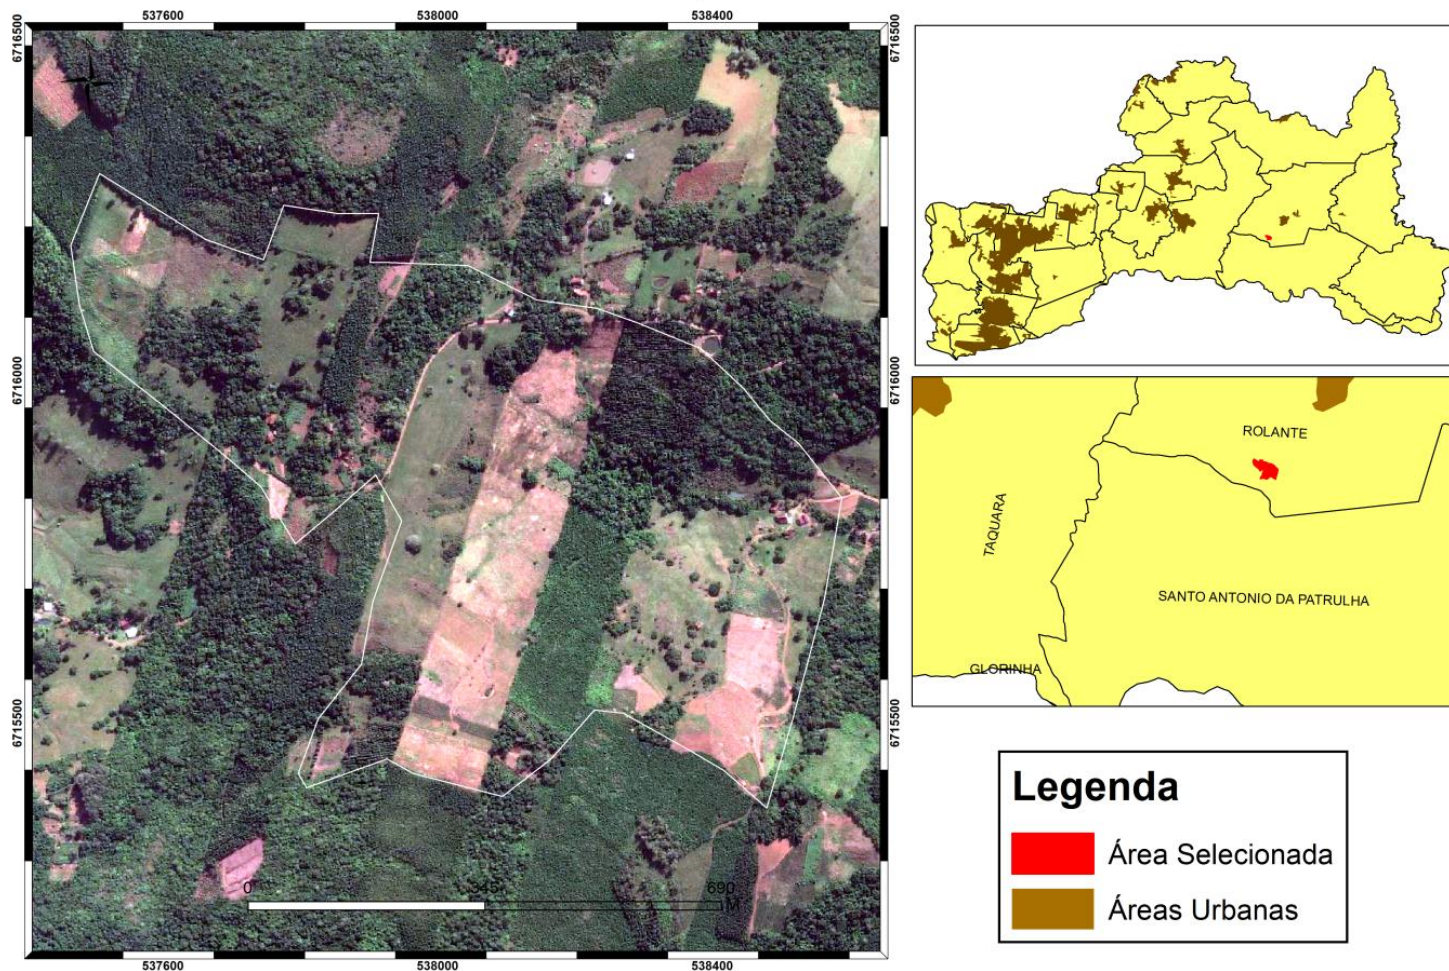 537600
538000
538400
6716500
6716500
6716000
6716000
6715500
6715500
0
345
690
M
537600
538000
538400
ROLANTE
TAQUARA
SANTO ANTONIO DA PATRULHA
GLORINHA
Legenda
Área Selecionada
Áreas Urbanas